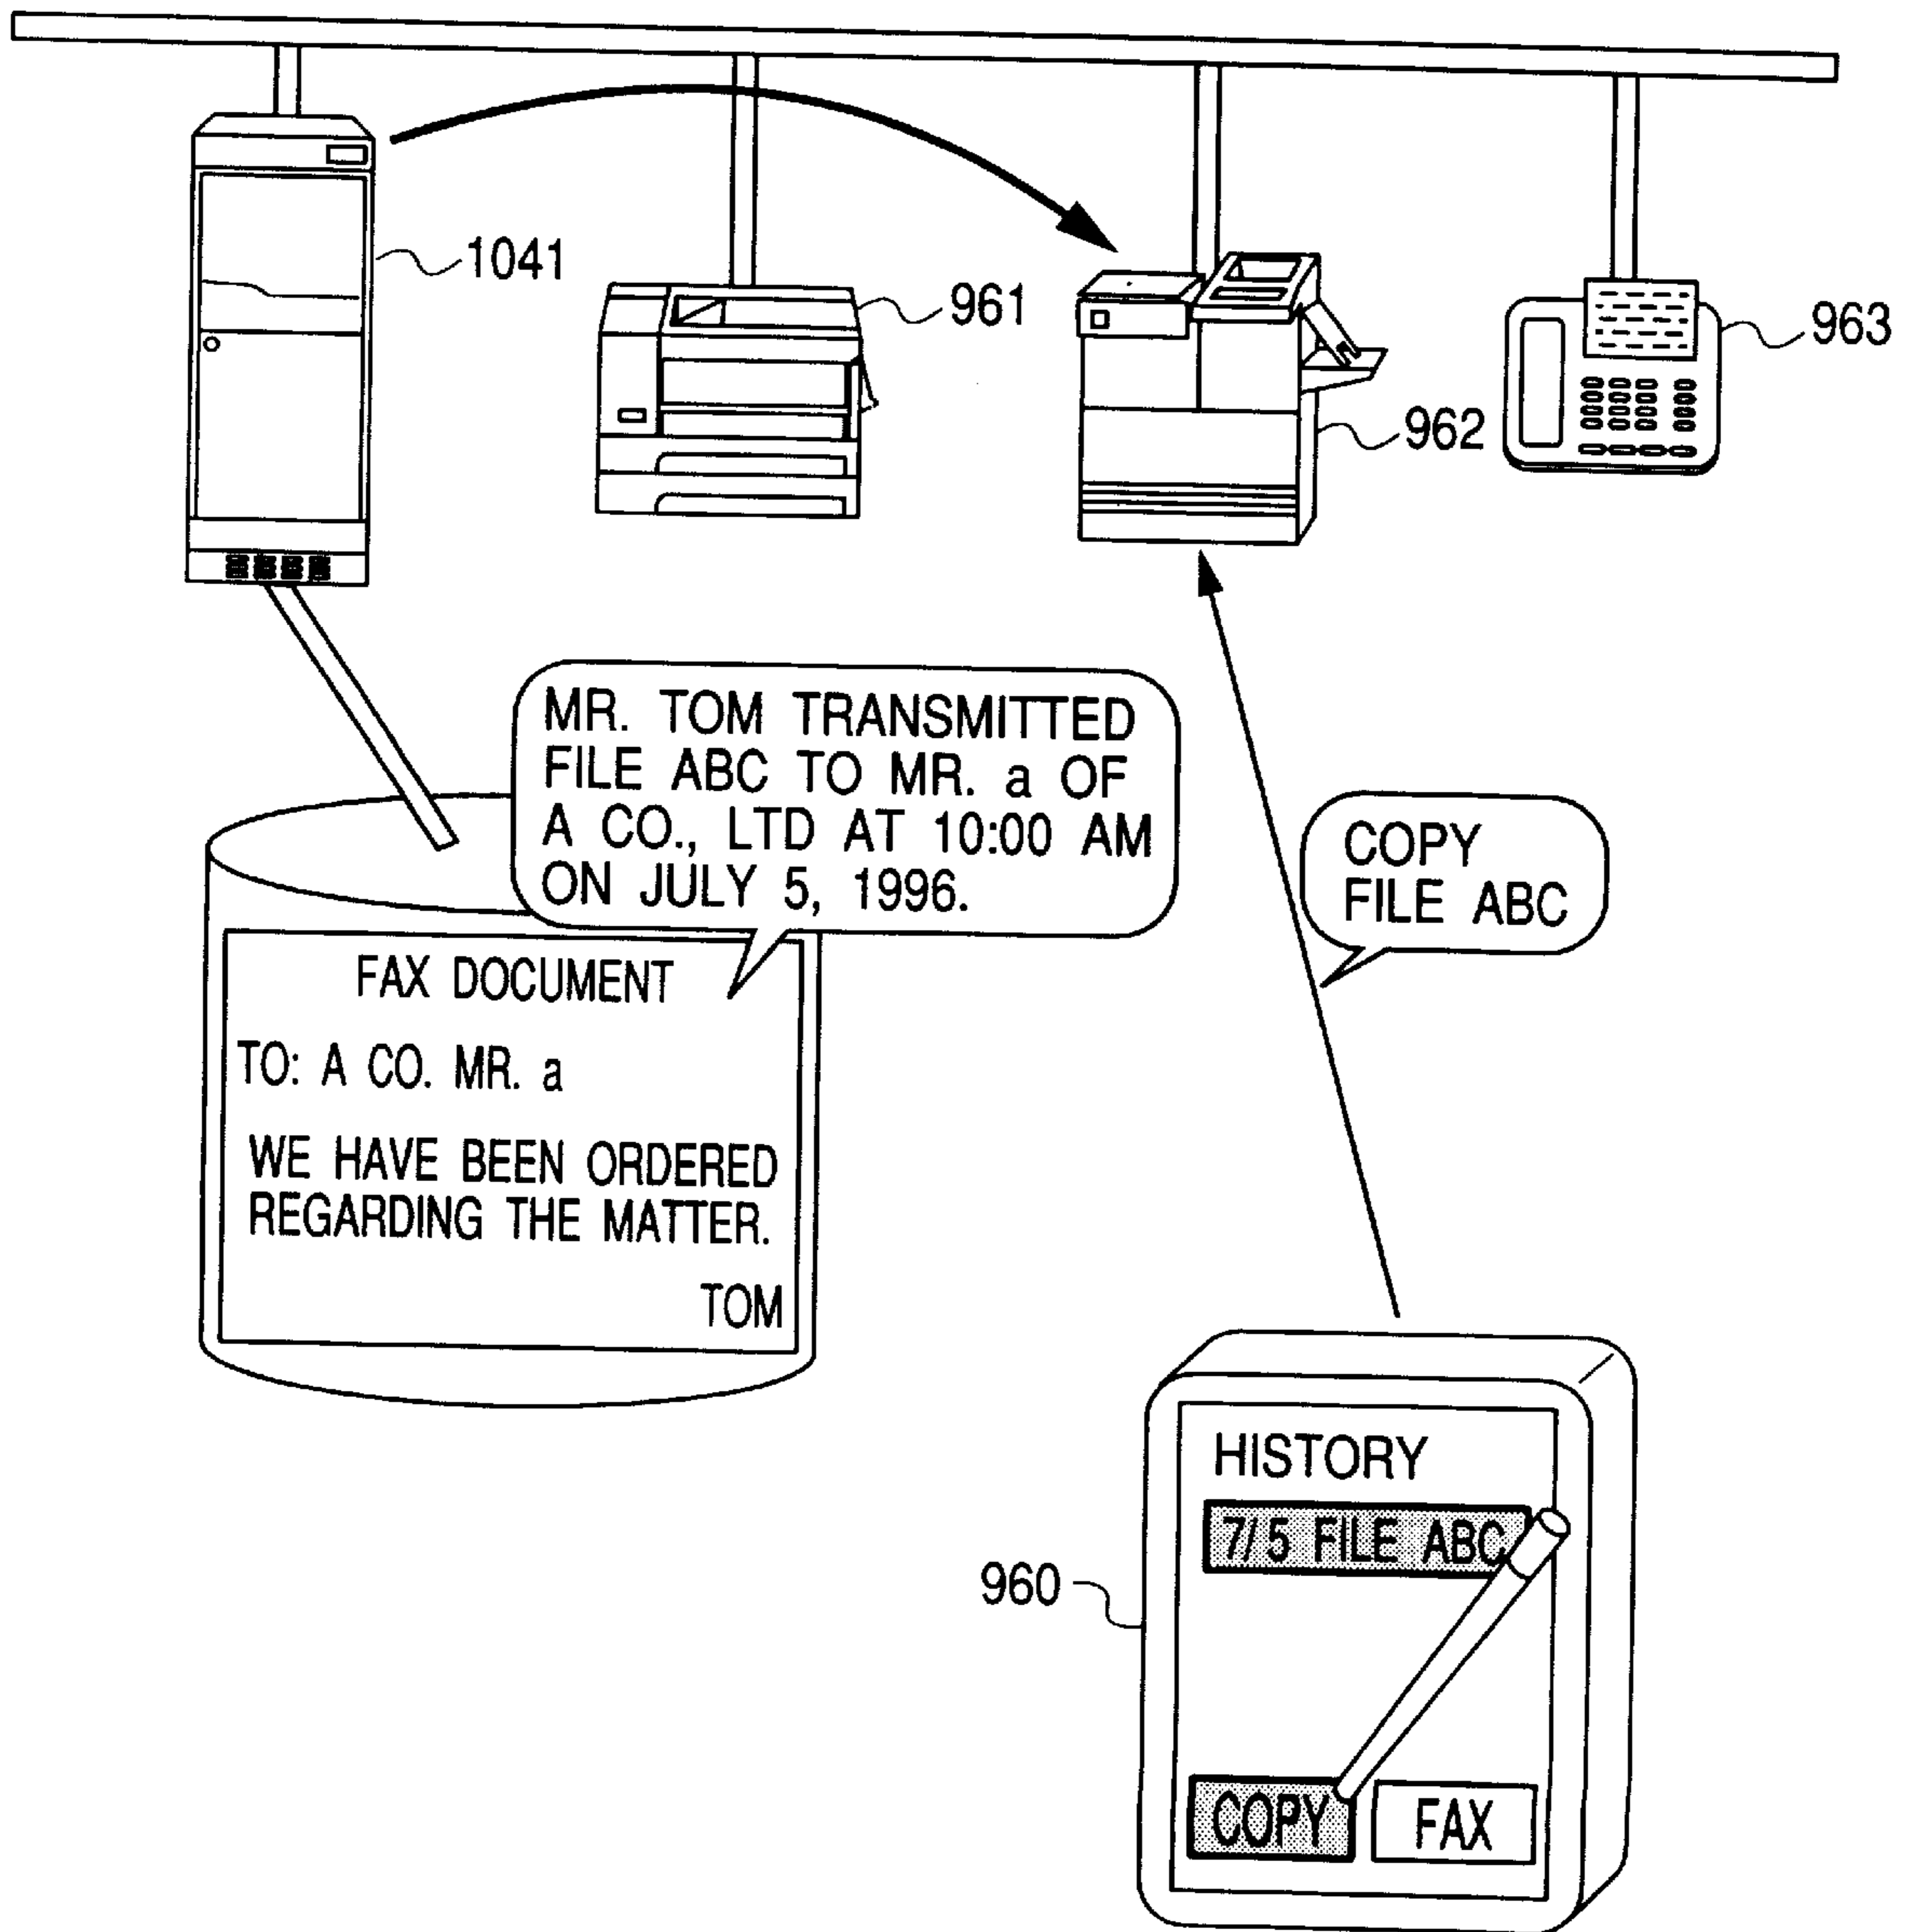 1041
961
962
963
MR. TOM TRANSMITTED
FILE ABC TO MR. a OF
A CO., LTD AT 10:00 AM
ON JULY 5, 1996.
COPY
FILE ABC
FAX DOCUMENT
TO: A CO. MR. a
WE HAVE BEEN ORDERED
REGARDING THE MATTER.
TOM
960
HISTORY
7/5 FILE ABC
COPY
FAX